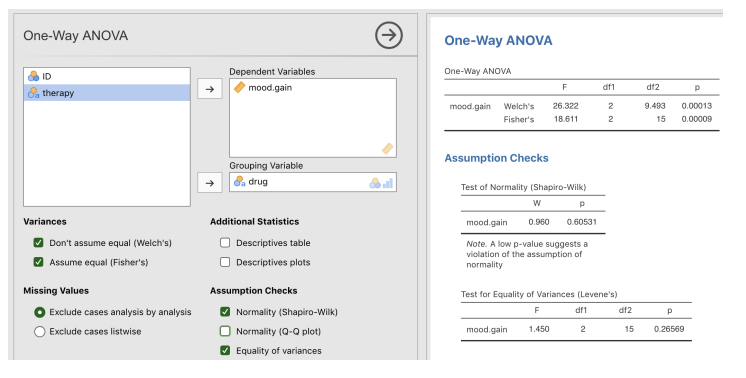 One-Way ANOVA
ID
therapy
Dependent Variables
mood.gain
Grouping Variable
drug
Variances
Don't assume equal (Welch's)
Assume equal (Fisher's)
Additional Statistics
Descriptives table
Descriptives plots
Missing Values
Exclude cases analysis by analysis
Exclude cases listwise
Assumption Checks
Normality (Shapiro-Wilk)
Normality (Q-Q plot)
Equality of variances
One-Way ANOVA
One-Way ANOVA
F df1 df2 p
mood.gain Welch's 26.322 2 9.493 0.00013
Fisher's 18.611 2 15 0.00009
Assumption Checks
Test of Normality (Shapiro-Wilk)
W p
mood.gain 0.960 0.60531
Note. A low p-value suggests a
violation of the assumption of
normality
Test for Equality of Variances (Levene's)
F df1 df2 p
mood.gain 1.450 2 15 0.26569